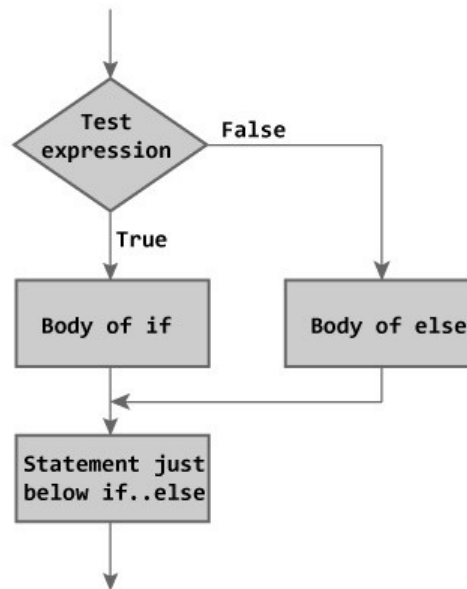 Test
expression
False
True
Body of if
Body of else
Statement just
below if..else